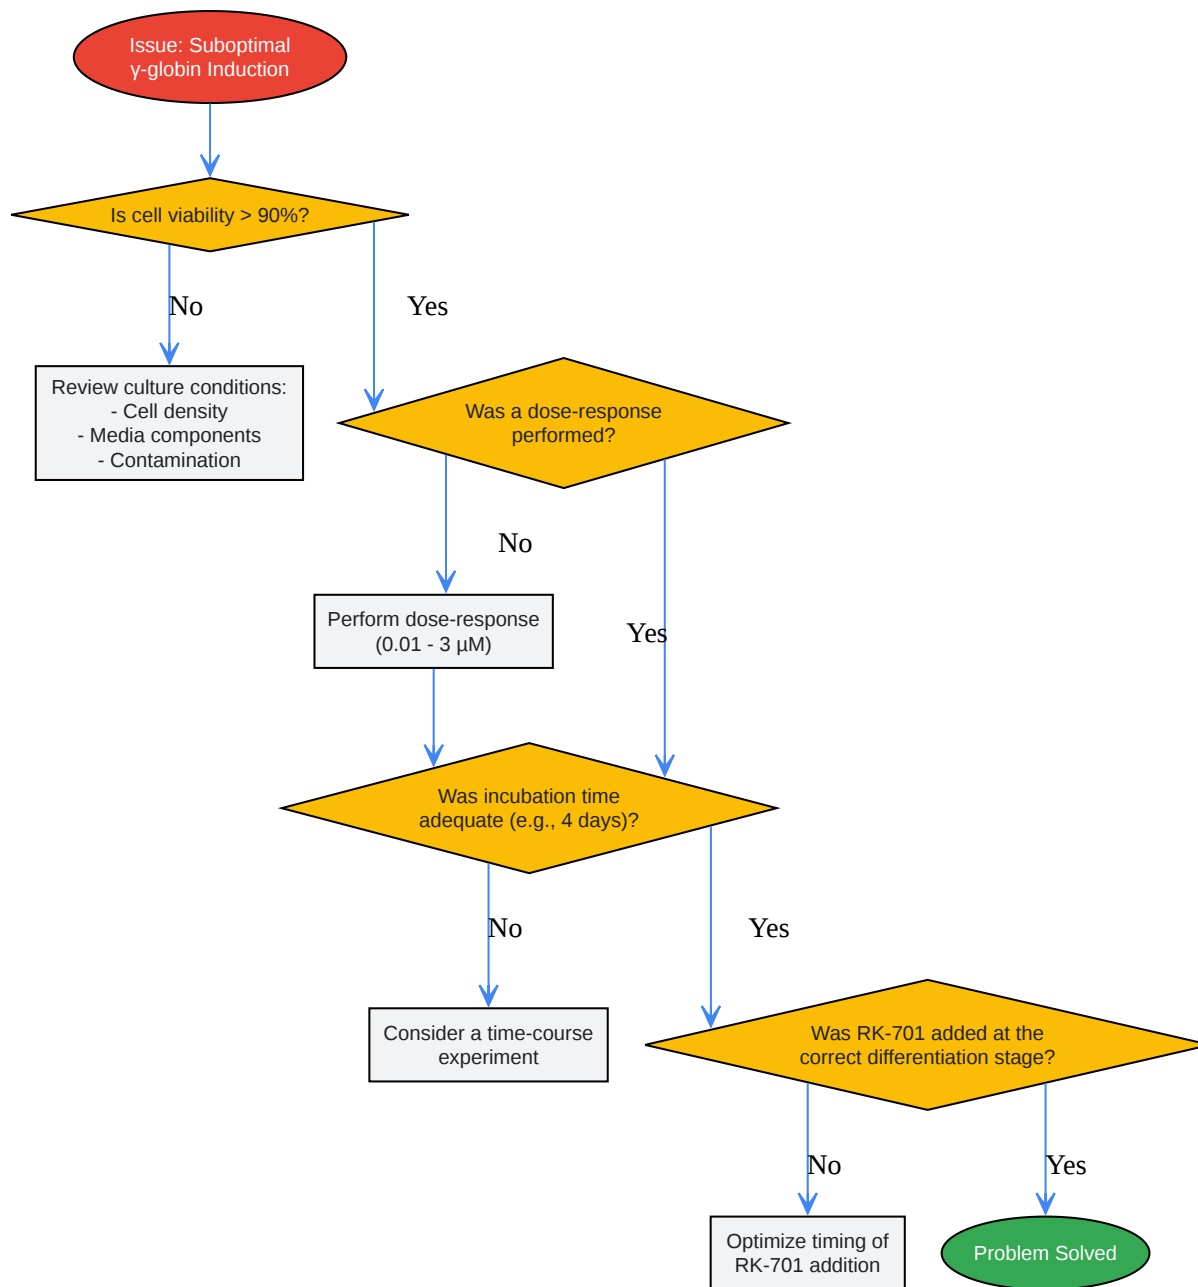 Issue: Suboptimal
γ-globin Induction
Is cell viability > 90%?
No
Yes
Review culture conditions:
- Cell density
- Media components
- Contamination
Was a dose-response
performed?
No
Yes
Perform dose-response
(0.01 - 3 µM)
Was incubation time
adequate (e.g., 4 days)?
No
Yes
Consider a time-course
experiment
Was RK-701 added at the
correct differentiation stage?
No
Yes
Optimize timing of
RK-701 addition
Problem Solved